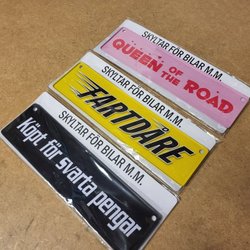 SKYLTAR FÖR BILAR M.M.
QUEEN OF
THE ROAD
SKYLTAR FÖR BILAR M.M.
FARTDÅRE
SKYLTAR FÖR BILAR M.M.
Köpt för svarta pengar